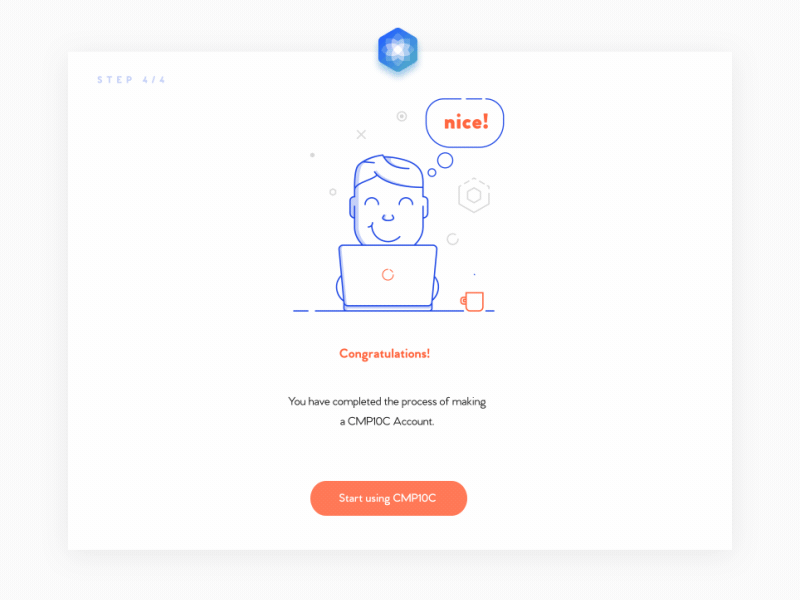 STEP 4/4
nice!
Congratulations!
You have completed the process of making
a CMP10C Account.
Start using CMP10C